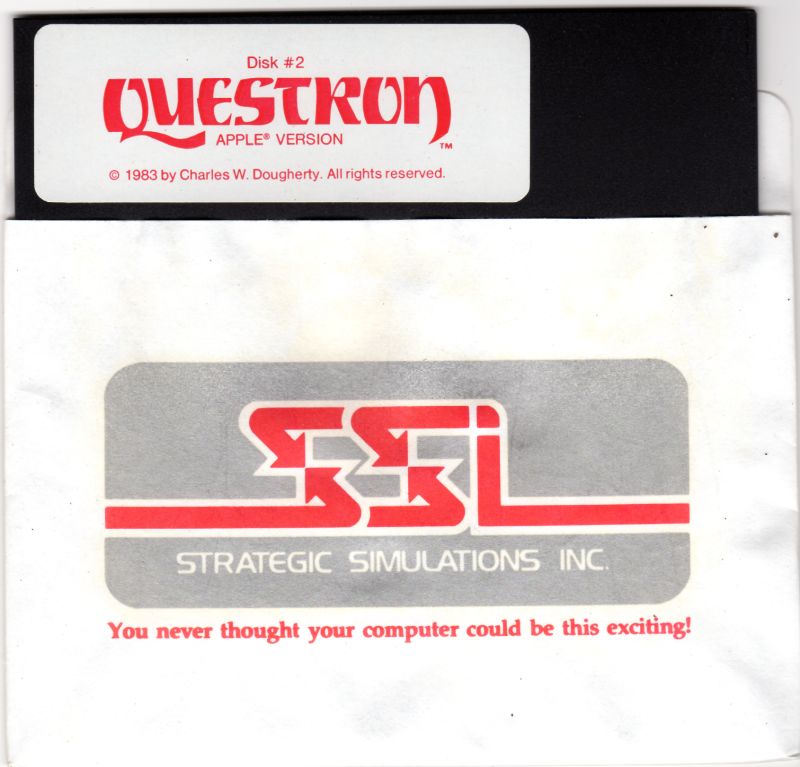 Disk #2
QUESTRON
APPLE® VERSION
™
© 1983 by Charles W. Dougherty. All rights reserved.
SSI
STRATEGIC SIMULATIONS INC.
You never thought your computer could be this exciting!